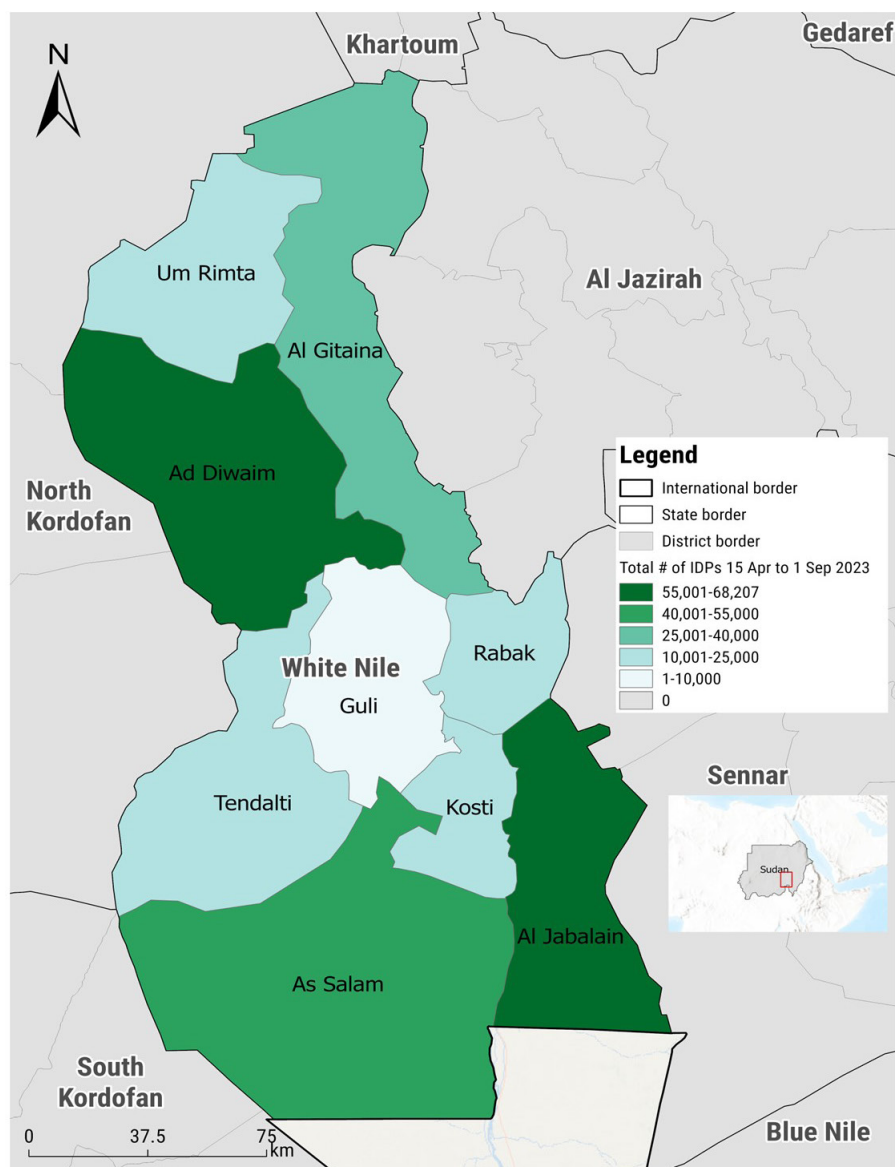 Khartoum
Gedaref
N
Um Rimta
Al Jazirah
Al Gitaina
Ad Diwaim
North
Kordofan
Legend
International border
State border
District border
Total # of IDPs 15 Apr to 1 Sep 2023
55,001-68,207
40,001-55,000
25,001-40,000
10,001-25,000
1-10,000
0
Rabak
White Nile
Guli
Sennar
Tendalti
Kosti
Sudan
Al Jabalain
As Salam
South
Kordofan
Blue Nile
0 37.5 75
km